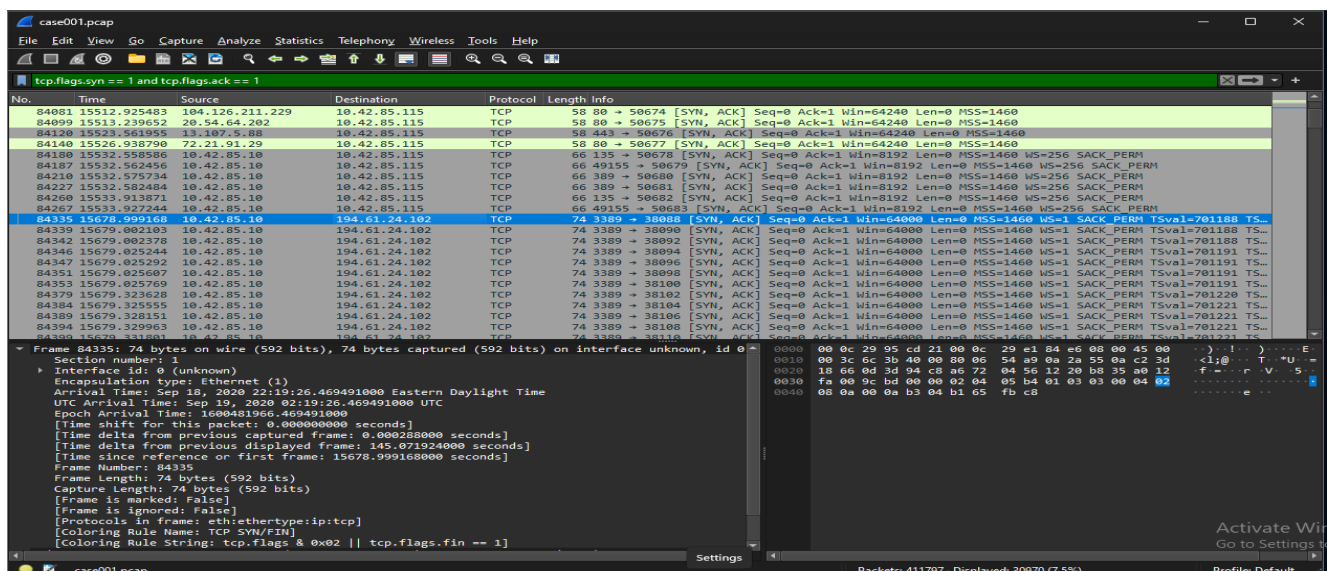 case001.pcap
File Edit View Go Capture Analyze Statistics Telephony Wireless Tools Help
tcp.flags.syn == 1 and tcp.flags.ack == 1
No. Time Source Destination Protocol Length Info
84081 15512.925483 104.126.211.229 10.42.85.115 TCP 58 80 → 50674 [SYN, ACK] Seq=0 Ack=1 Win=64240 Len=0 MSS=1460
84099 15513.239652 20.54.64.202 10.42.85.115 TCP 58 80 → 50675 [SYN, ACK] Seq=0 Ack=1 Win=64240 Len=0 MSS=1460
84120 15523.561955 13.107.5.88 10.42.85.115 TCP 58 443 → 50676 [SYN, ACK] Seq=0 Ack=1 Win=64240 Len=0 MSS=1460
84140 15526.938790 72.21.91.29 10.42.85.115 TCP 58 80 → 50677 [SYN, ACK] Seq=0 Ack=1 Win=64240 Len=0 MSS=1460
84180 15532.558586 10.42.85.10 10.42.85.115 TCP 66 135 → 50678 [SYN, ACK] Seq=0 Ack=1 Win=8192 Len=0 MSS=1460 WS=256 SACK_PERM
84187 15532.562456 10.42.85.10 10.42.85.115 TCP 66 49155 → 50679 [SYN, ACK] Seq=0 Ack=1 Win=8192 Len=0 MSS=1460 WS=256 SACK_PERM
84210 15532.575734 10.42.85.10 10.42.85.115 TCP 66 389 → 50680 [SYN, ACK] Seq=0 Ack=1 Win=8192 Len=0 MSS=1460 WS=256 SACK_PERM
84227 15532.582484 10.42.85.10 10.42.85.115 TCP 66 389 → 50681 [SYN, ACK] Seq=0 Ack=1 Win=8192 Len=0 MSS=1460 WS=256 SACK_PERM
84260 15533.913871 10.42.85.10 10.42.85.115 TCP 66 135 → 50682 [SYN, ACK] Seq=0 Ack=1 Win=8192 Len=0 MSS=1460 WS=256 SACK_PERM
84267 15533.927244 10.42.85.10 10.42.85.115 TCP 66 49155 → 50683 [SYN, ACK] Seq=0 Ack=1 Win=8192 Len=0 MSS=1460 WS=256 SACK_PERM
84335 15678.999168 10.42.85.10 194.61.24.102 TCP 74 3389 → 38088 [SYN, ACK] Seq=0 Ack=1 Win=64000 Len=0 MSS=1460 WS=1 SACK_PERM TSval=701188 TS…
84339 15679.002103 10.42.85.10 194.61.24.102 TCP 74 3389 → 38090 [SYN, ACK] Seq=0 Ack=1 Win=64000 Len=0 MSS=1460 WS=1 SACK_PERM TSval=701188 TS…
84342 15679.002378 10.42.85.10 194.61.24.102 TCP 74 3389 → 38092 [SYN, ACK] Seq=0 Ack=1 Win=64000 Len=0 MSS=1460 WS=1 SACK_PERM TSval=701188 TS…
84346 15679.025244 10.42.85.10 194.61.24.102 TCP 74 3389 → 38094 [SYN, ACK] Seq=0 Ack=1 Win=64000 Len=0 MSS=1460 WS=1 SACK_PERM TSval=701191 TS…
84347 15679.025292 10.42.85.10 194.61.24.102 TCP 74 3389 → 38096 [SYN, ACK] Seq=0 Ack=1 Win=64000 Len=0 MSS=1460 WS=1 SACK_PERM TSval=701191 TS…
84351 15679.025607 10.42.85.10 194.61.24.102 TCP 74 3389 → 38098 [SYN, ACK] Seq=0 Ack=1 Win=64000 Len=0 MSS=1460 WS=1 SACK_PERM TSval=701191 TS…
84353 15679.025769 10.42.85.10 194.61.24.102 TCP 74 3389 → 38100 [SYN, ACK] Seq=0 Ack=1 Win=64000 Len=0 MSS=1460 WS=1 SACK_PERM TSval=701191 TS…
84379 15679.323628 10.42.85.10 194.61.24.102 TCP 74 3389 → 38102 [SYN, ACK] Seq=0 Ack=1 Win=64000 Len=0 MSS=1460 WS=1 SACK_PERM TSval=701220 TS…
84384 15679.325555 10.42.85.10 194.61.24.102 TCP 74 3389 → 38104 [SYN, ACK] Seq=0 Ack=1 Win=64000 Len=0 MSS=1460 WS=1 SACK_PERM TSval=701221 TS…
84389 15679.328151 10.42.85.10 194.61.24.102 TCP 74 3389 → 38106 [SYN, ACK] Seq=0 Ack=1 Win=64000 Len=0 MSS=1460 WS=1 SACK_PERM TSval=701221 TS…
84394 15679.329963 10.42.85.10 194.61.24.102 TCP 74 3389 → 38108 [SYN, ACK] Seq=0 Ack=1 Win=64000 Len=0 MSS=1460 WS=1 SACK_PERM TSval=701221 TS…
84399 15679.331801 10.42.85.10 194.61.24.102 TCP 74 3389 → 38110 [SYN, ACK] Seq=0 Ack=1 Win=64000 Len=0 MSS=1460 WS=1 SACK_PERM TSval=701221 TS…
Frame 84335: 74 bytes on wire (592 bits), 74 bytes captured (592 bits) on interface unknown, id 0
Section number: 1
Interface id: 0 (unknown)
Encapsulation type: Ethernet (1)
Arrival Time: Sep 18, 2020 22:19:26.469491000 Eastern Daylight Time
UTC Arrival Time: Sep 19, 2020 02:19:26.469491000 UTC
Epoch Arrival Time: 1600481966.469491000
[Time shift for this packet: 0.000000000 seconds]
[Time delta from previous captured frame: 0.000288000 seconds]
[Time delta from previous displayed frame: 145.071924000 seconds]
[Time since reference or first frame: 15678.999168000 seconds]
Frame Number: 84335
Frame Length: 74 bytes (592 bits)
Capture Length: 74 bytes (592 bits)
[Frame is marked: False]
[Frame is ignored: False]
[Protocols in frame: eth:ethertype:ip:tcp]
[Coloring Rule Name: TCP SYN/FIN]
[Coloring Rule String: tcp.flags & 0x02 || tcp.flags.fin == 1]
0000 00 0c 29 95 cd 21 00 0c 29 e1 84 e6 08 00 45 00 ··)··!·· )·····E·
0010 00 3c 6c 3b 40 00 80 06 54 a9 0a 2a 55 0a c2 3d ·<l;@··· T··*U··=
0020 18 66 0d 3d 94 c8 a6 72 04 56 12 20 b8 35 a0 12 ·f·=···r ·V· ·5··
0030 fa 00 9c bd 00 00 02 04 05 b4 01 03 03 00 04 02
0040 08 0a 00 0a b3 04 b1 65 fb c8 ·······e ··
Activate Wi
Go to Settings t
Settings
case001.pcap
Packets: 411797 · Displayed: 30970 (7.5%)
Profile: Default